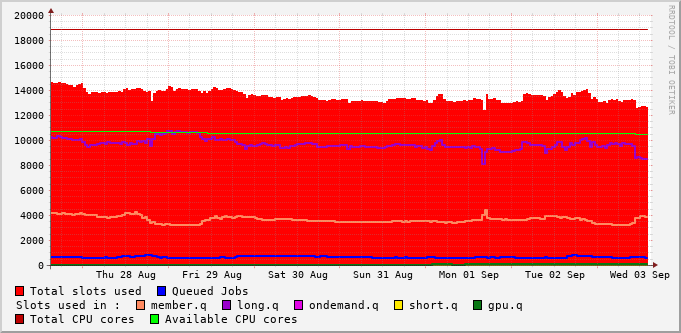 20000
18000
16000
14000
12000
10000
8000
6000
4000
2000
0
Thu 28 Aug Fri 29 Aug Sat 30 Aug Sun 31 Aug Mon 01 Sep Tue 02 Sep Wed 03 Sep
Total slots used Queued Jobs
Slots used in : member.q long.q ondemand.q short.q gpu.q
Total CPU cores Available CPU cores
RRDTOOL / TOBI OETIKER